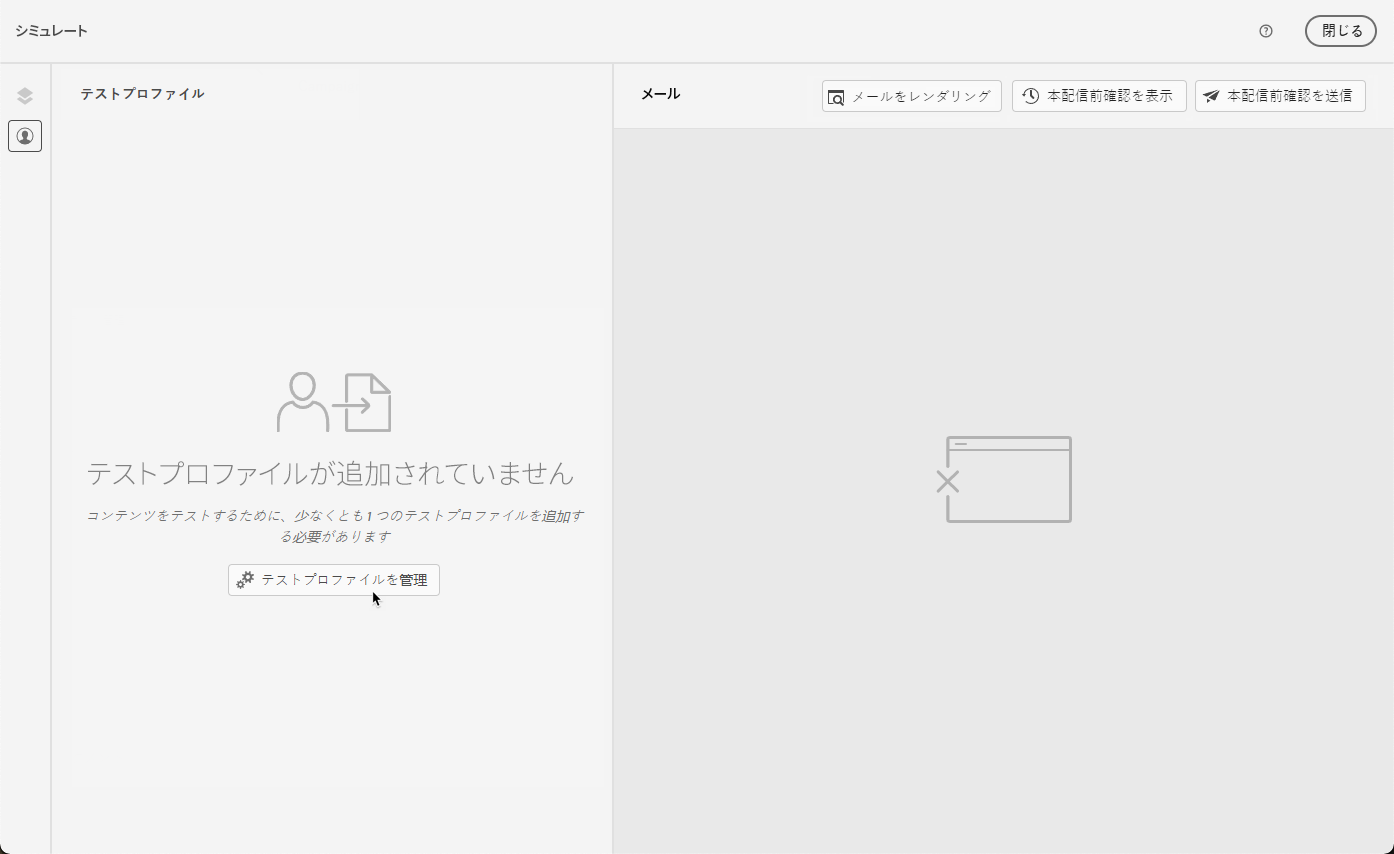 シミュレート
閉じる
テストプロファイル
メール
メールをレンダリング
本配信前確認を表示
本配信前確認を送信
テストプロファイルが追加されていません
コンテンツをテストするために、少なくとも 1 つのテストプロファイルを追加す
る必要があります
テストプロファイルを管理